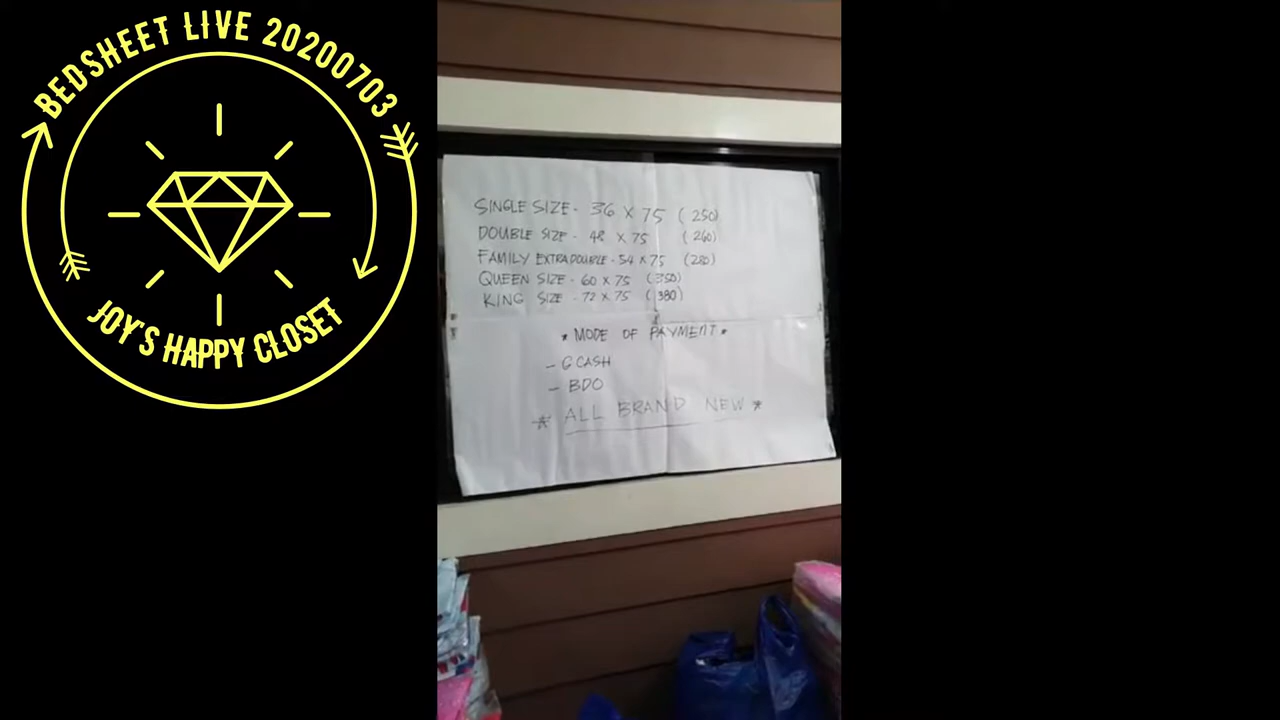 BEDSHEET LIVE 20200703
JOY'S HAPPY CLOSET
SINGLE SIZE - 36 X 75 (250)
DOUBLE SIZE - 48 X 75 (260)
FAMILY EXTRA DOUBLE - 54 X 75 (280)
QUEEN SIZE - 60 X 75 (350)
KING SIZE - 72 X 75 (380)
* MODE OF PAYMENT *
- GCASH
- BDO
* ALL BRAND NEW *